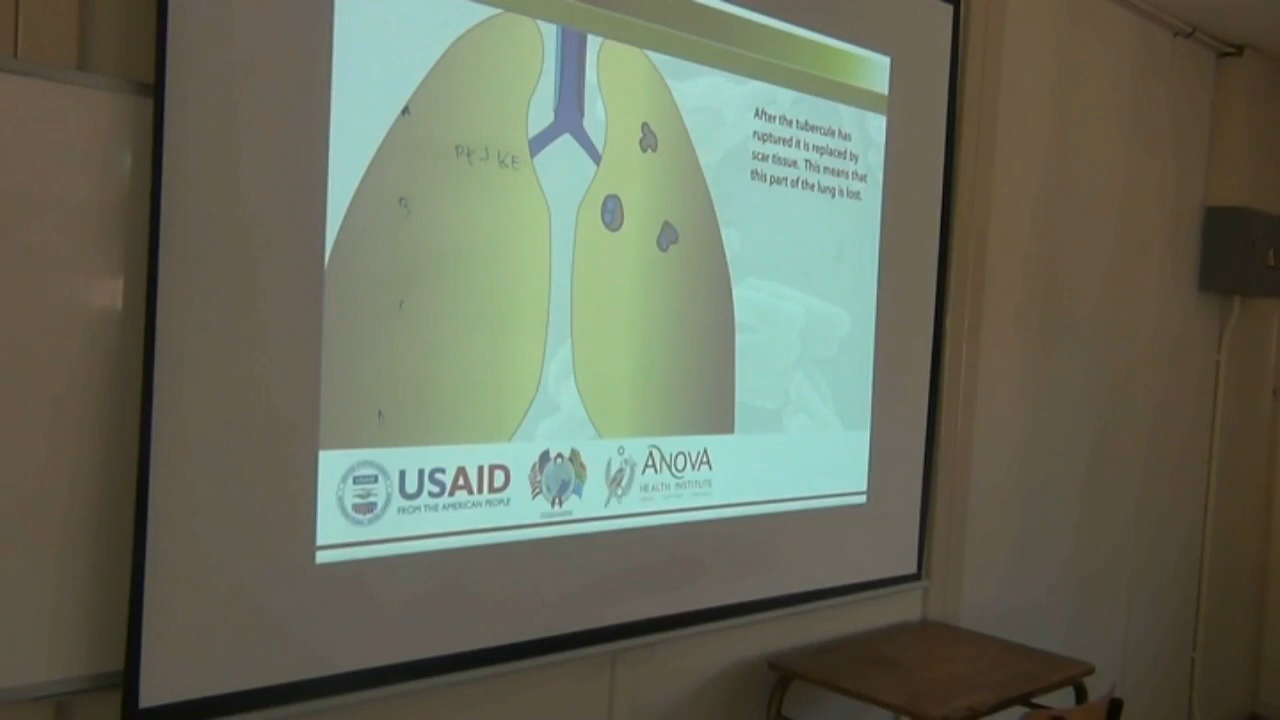 After the tubercule has
ruptured it is replaced by
scar tissue. This means that
this part of the lung is lost.
USAID
FROM THE AMERICAN PEOPLE
ANOVA
HEALTH INSTITUTE